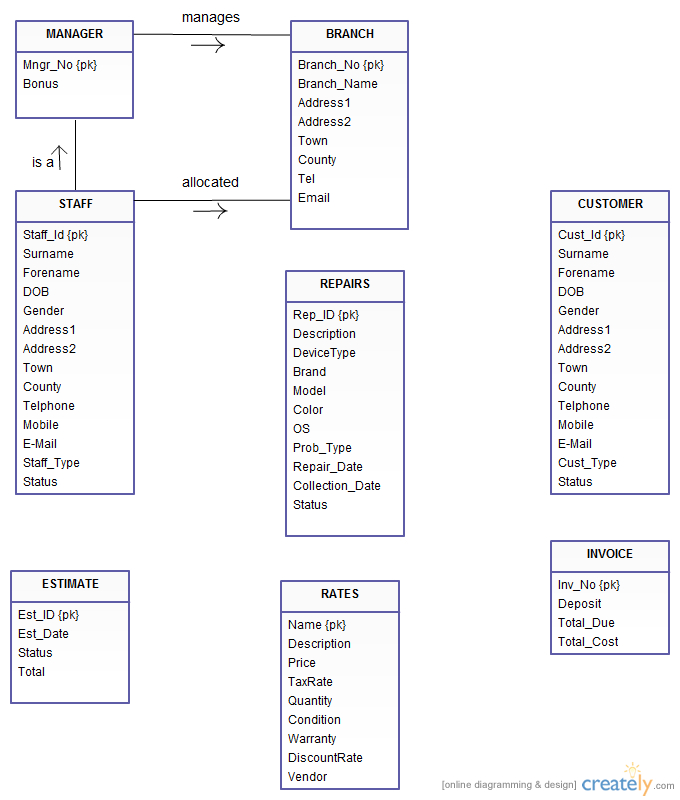 manages
MANAGER
Mngr_No {pk}
Bonus
BRANCH
Branch_No {pk}
Branch_Name
Address1
Address2
Town
County
Tel
Email
is a
allocated
STAFF
Staff_Id {pk}
Surname
Forename
DOB
Gender
Address1
Address2
Town
County
Telphone
Mobile
E-Mail
Staff_Type
Status
CUSTOMER
Cust_Id {pk}
Surname
Forename
DOB
Gender
Address1
Address2
Town
County
Telphone
Mobile
E-Mail
Cust_Type
Status
REPAIRS
Rep_ID {pk}
Description
DeviceType
Brand
Model
Color
OS
Prob_Type
Repair_Date
Collection_Date
Status
ESTIMATE
Est_ID {pk}
Est_Date
Status
Total
RATES
Name {pk}
Description
Price
TaxRate
Quantity
Condition
Warranty
DiscountRate
Vendor
INVOICE
Inv_No {pk}
Deposit
Total_Due
Total_Cost
[online diagramming & design] creately.com